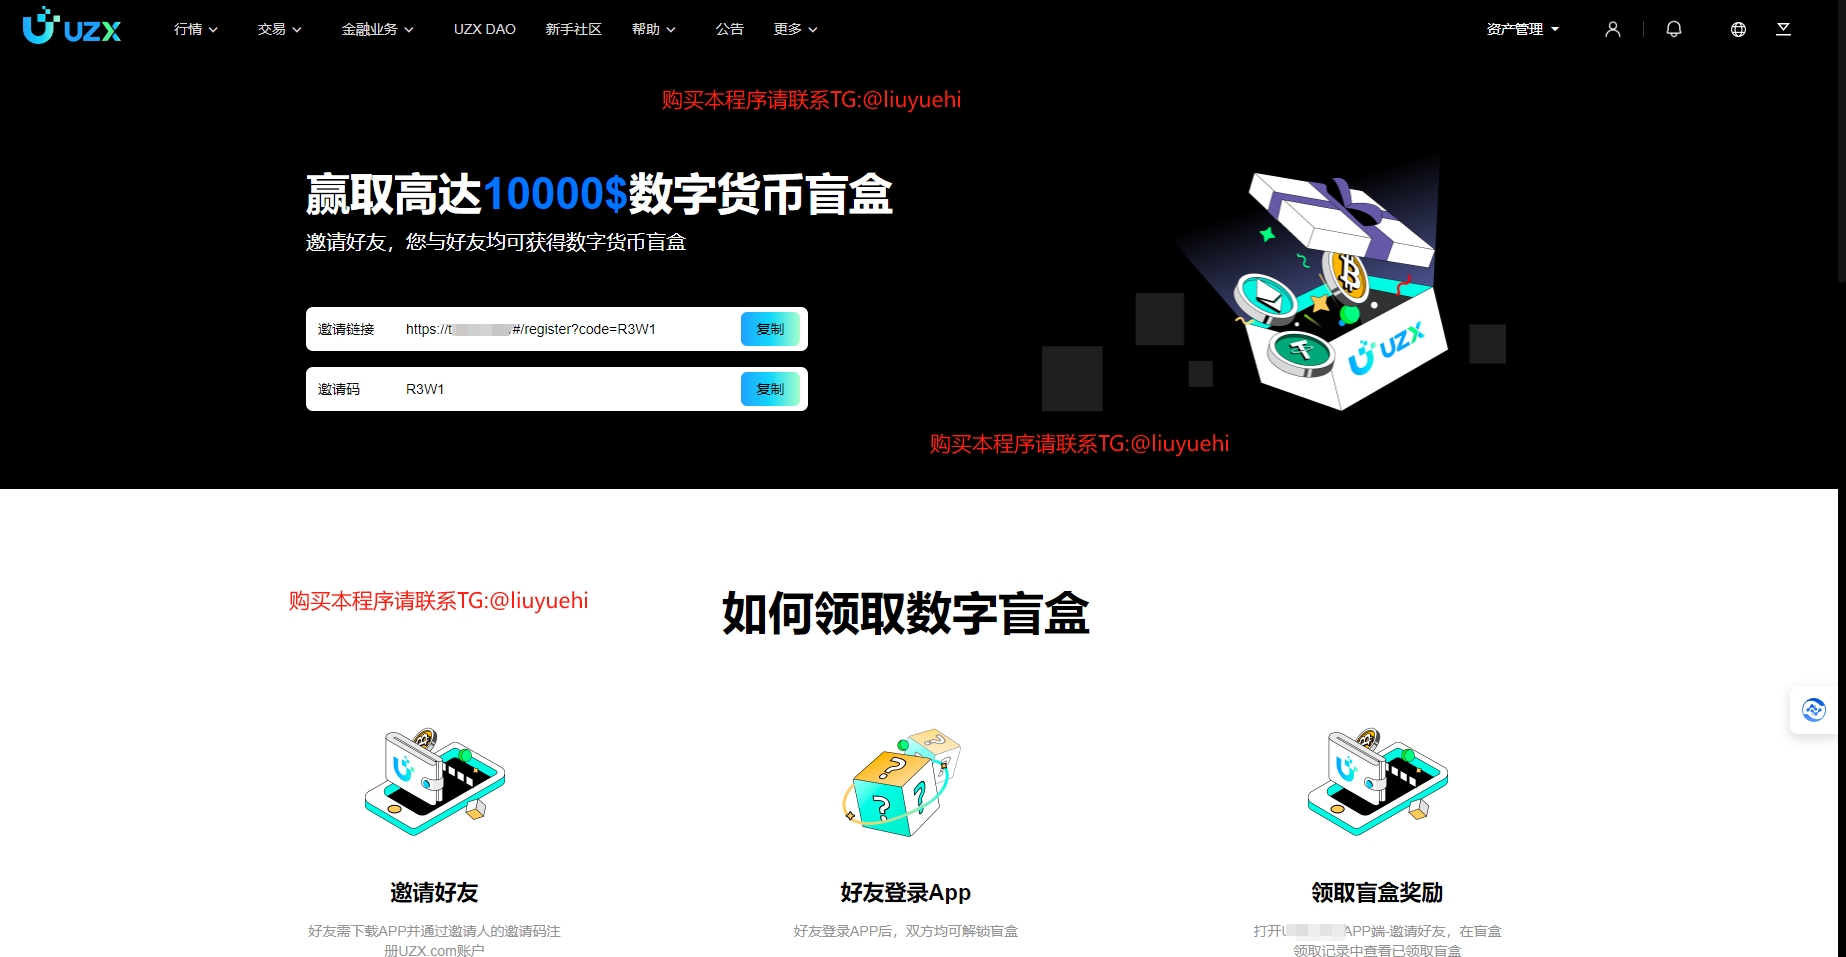 UZX
行情
交易
金融业务
UZX DAO
新手社区
帮助
公告
更多
资产管理
购买本程序请联系TG:@liuyuehi
赢取高达10000$数字货币盲盒
邀请好友，您与好友均可获得数字货币盲盒
邀请链接 https://t /#/register?code=R3W1 复制
邀请码 R3W1 复制
UZX
购买本程序请联系TG:@liuyuehi
购买本程序请联系TG:@liuyuehi
如何领取数字盲盒
邀请好友
好友需下载APP并通过邀请人的邀请码注
册UZX.com账户
好友登录App
好友登录APP后，双方均可解锁盲盒
领取盲盒奖励
打开 APP端-邀请好友，在盲盒
领取记录中查看已领取盲盒